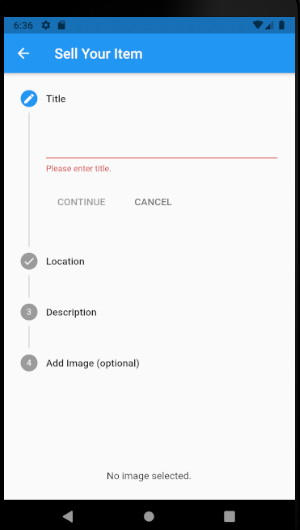 6:36
Sell Your Item
Title
Please enter title.
CONTINUE CANCEL
Location
3 Description
4 Add Image (optional)
No image selected.